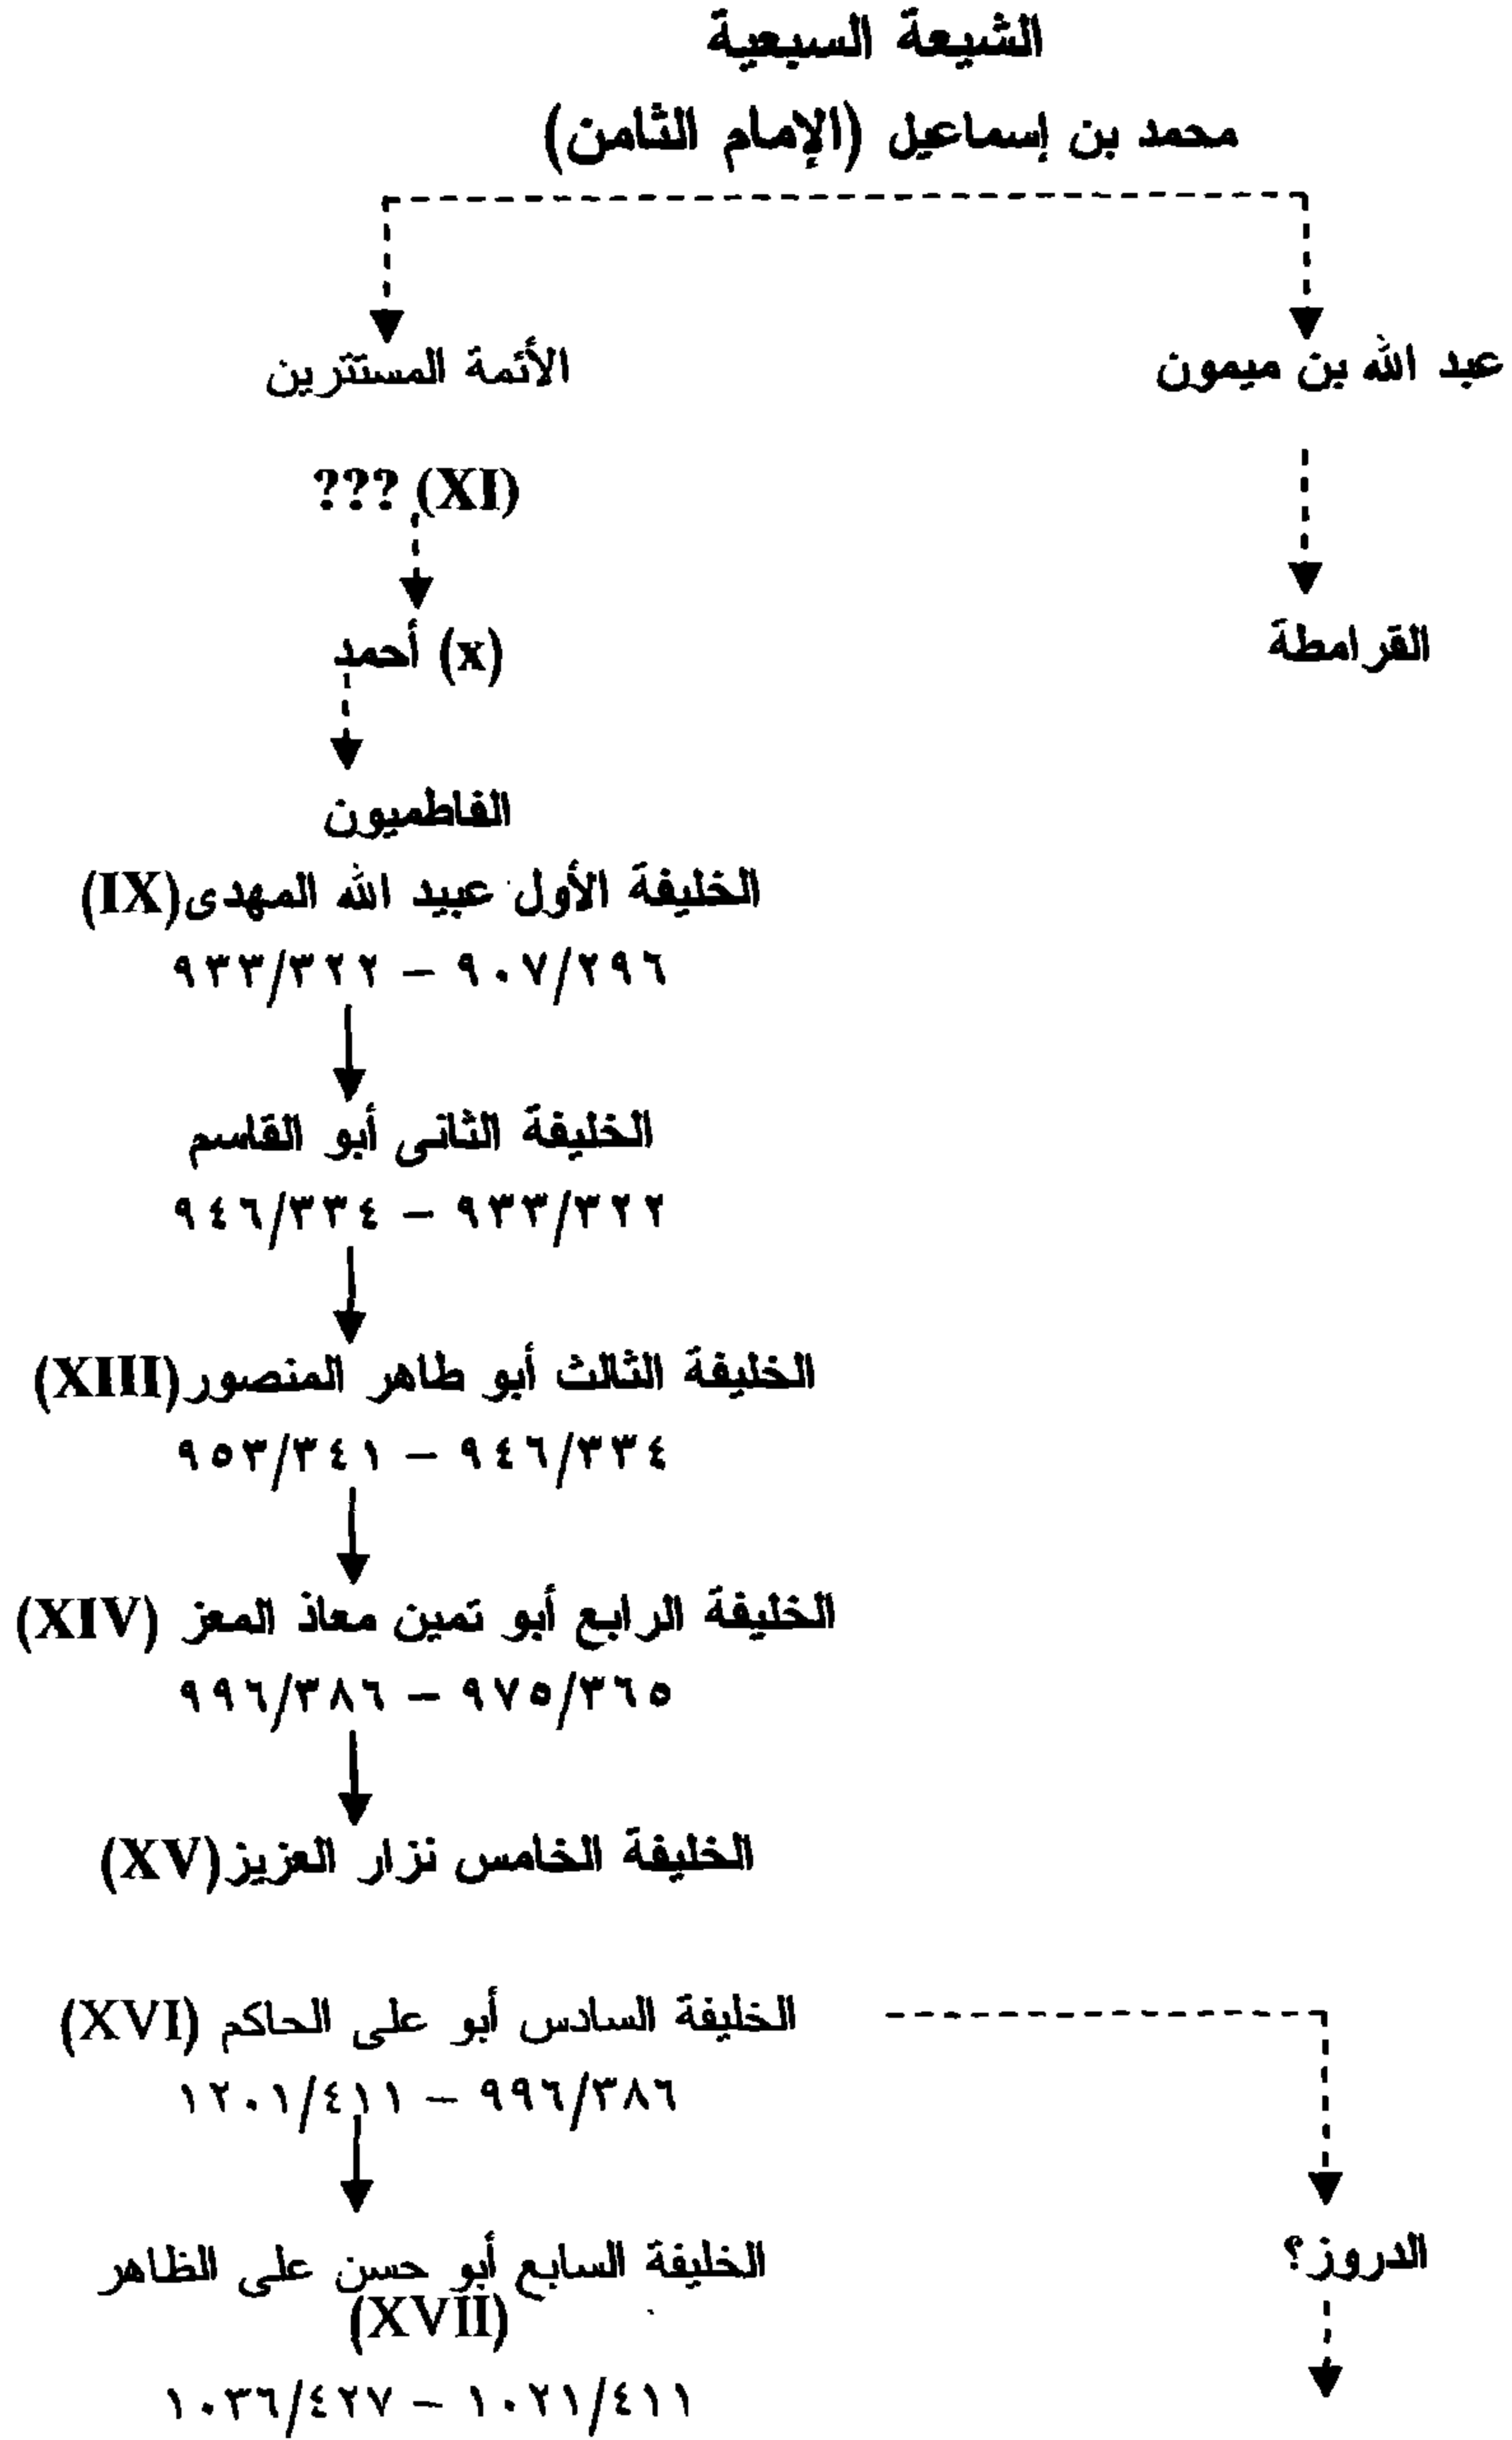 الشيعة السبعية
محمد بن إسماعيل (الإمام الثامن)
عبد الله بن ميمون
الأئمة المستترين
(XI) ???
(x) أحمد
القرامطة
الفاطميون
الخليفة الأول عبيد الله المهدى(IX)
٩٠٧/٢٩٦ – ٩٣٣/٣٢٢
الخليفة الثانى أبو القاسم
٩٣٣/٣٢٢ – ٩٤٦/٣٣٤
الخليفة الثالث أبو طاهر المنصور(XIII)
٩٤٦/٣٣٤ – ٩٥٣/٣٤١
الخليفة الرابع أبو تمين معاذ المعز (XIV)
٩٧٥/٣٦٥ – ٩٩٦/٣٨٦
الخليفة الخامس نزار العزيز(XV)
الخليفة السادس أبو على الحاكم (XVI)
٩٩٦/٣٨٦ – ١٢٠١/٤١١
الخليفة السابع أبو حسن على الظاهر
(XVII)
١٠٢١/٤١١ – ١٠٣٦/٤٢٧
الدروز؟